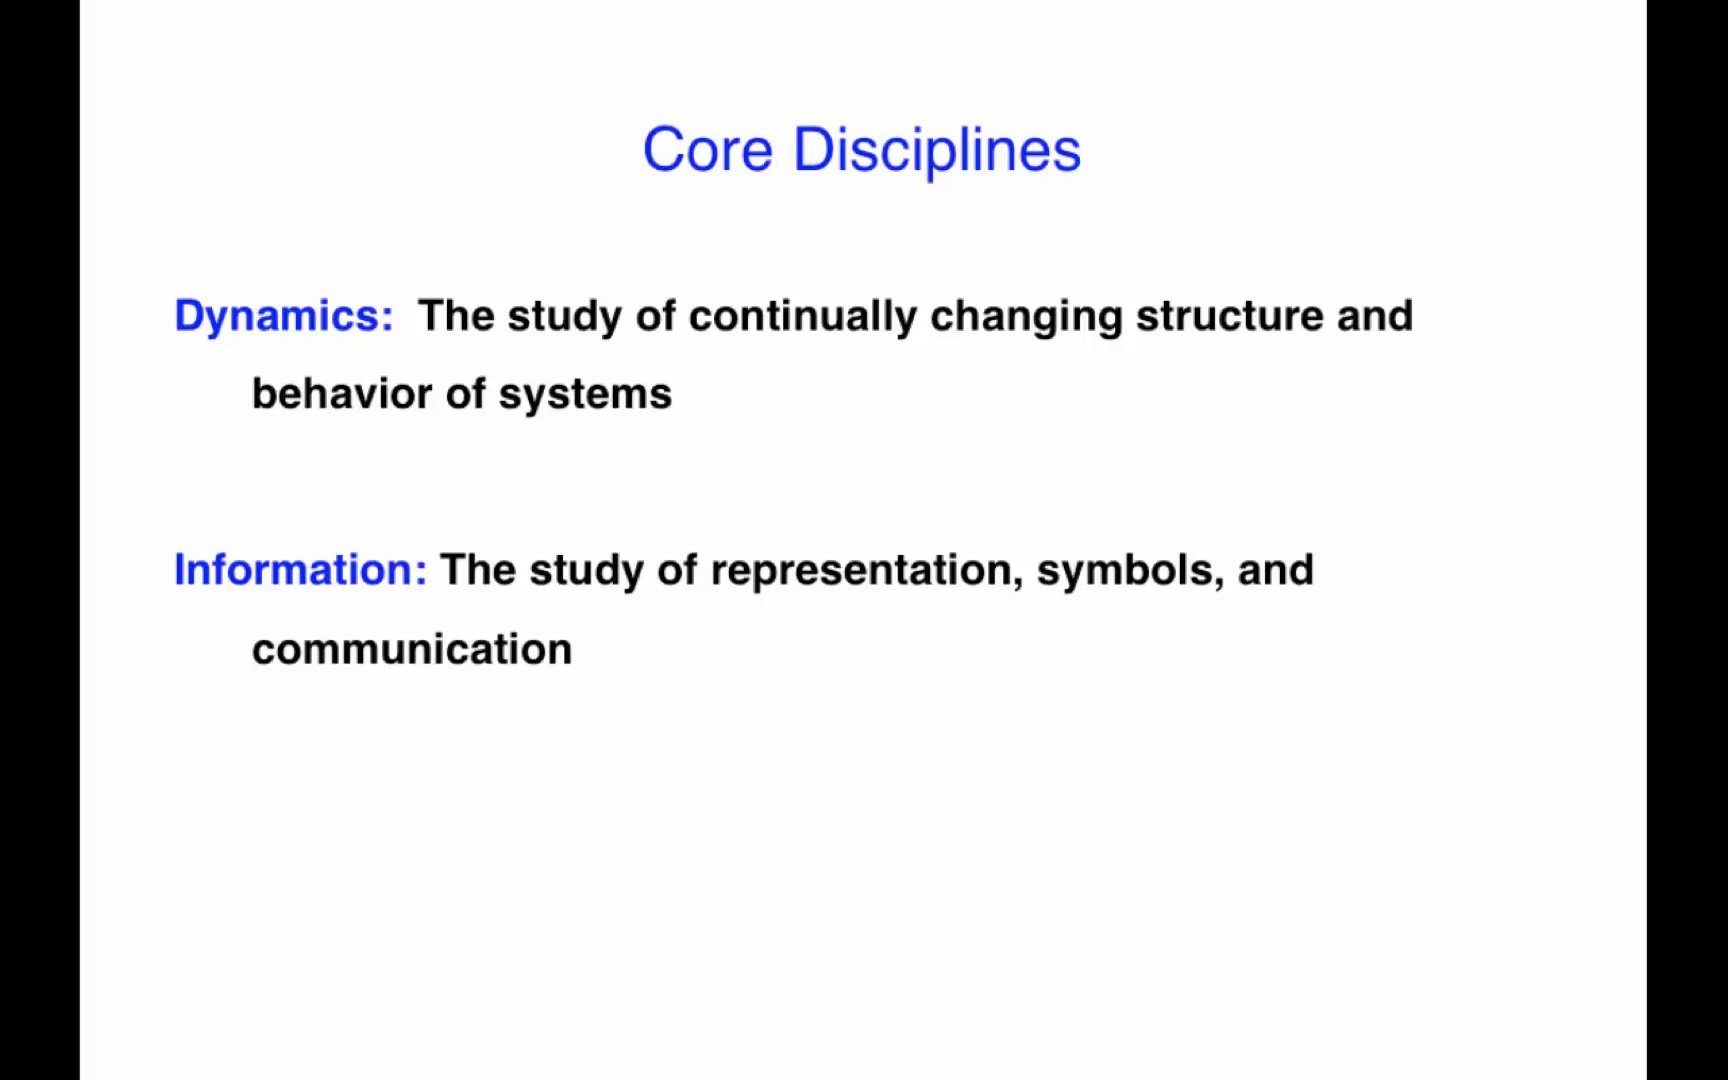 Core Disciplines
Dynamics: The study of continually changing structure and
behavior of systems
Information: The study of representation, symbols, and
communication